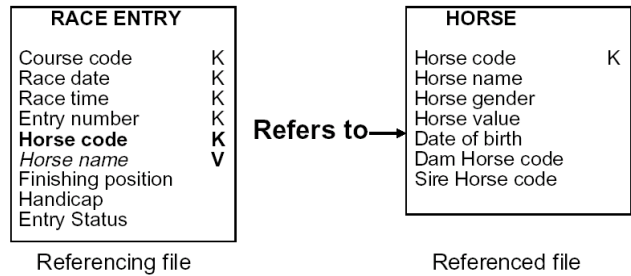 RACE ENTRY
Course code K
Race date K
Race time K
Entry number K
Horse code K
Horse name V
Finishing position
Handicap
Entry Status
Referencing file
Refers to
HORSE
Horse code K
Horse name
Horse gender
Horse value
Date of birth
Dam Horse code
Sire Horse code
Referenced file